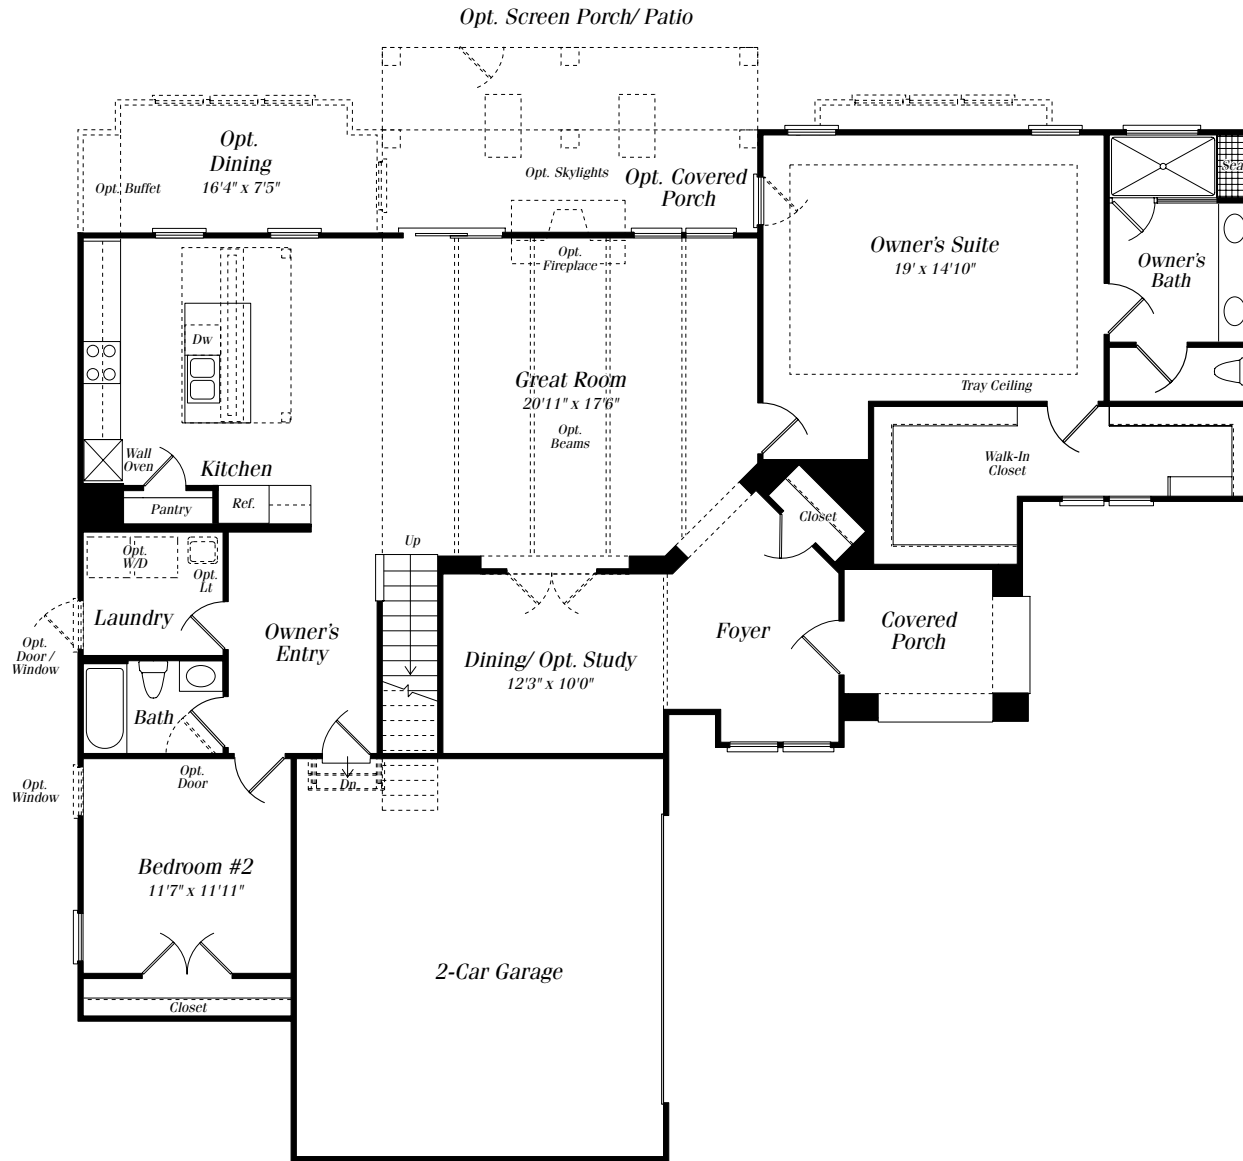 Opt. Screen Porch/ Patio
Opt.
Dining
16'4" x 7'5"
Opt. Buffet
Opt. Skylights
Opt. Covered
Porch
Opt.
Fireplace
Owner's Suite
19' x 14'10"
Tray Ceiling
Owner's
Bath
Dw
Great Room
20'11" x 17'6"
Opt.
Beams
Wall
Oven
Kitchen
Pantry
Ref.
Walk-In
Closet
Closet
Up
Opt.
W/D
Opt.
Lt
Laundry
Opt.
Door /
Window
Owner's
Entry
Dining/ Opt. Study
12'3" x 10'0"
Foyer
Covered
Porch
Bath
Opt.
Door
Opt.
Window
Dn
Bedroom #2
11'7" x 11'11"
Closet
2-Car Garage